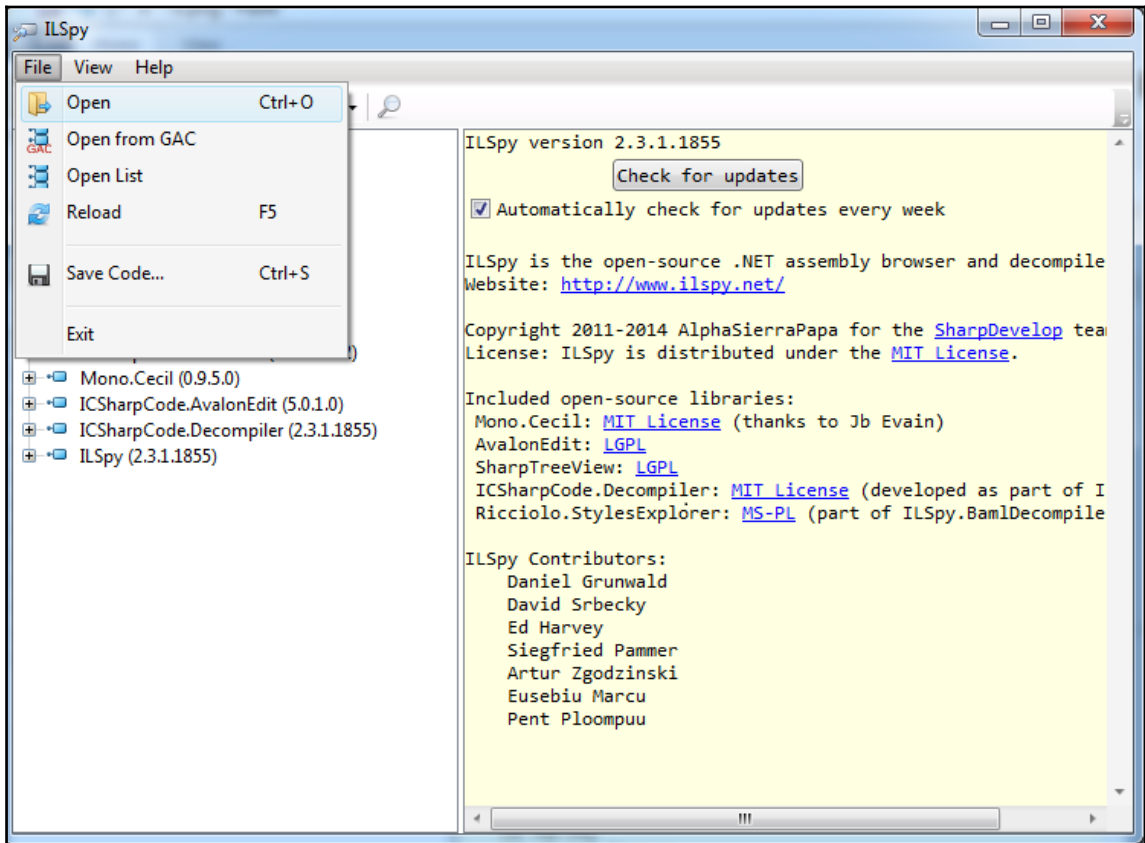 ILSpy
File View Help
Open Ctrl+O
Open from GAC
Open List
Reload F5
Save Code... Ctrl+S
Exit
Mono.Cecil (0.9.5.0)
ICSharpCode.AvalonEdit (5.0.1.0)
ICSharpCode.Decompiler (2.3.1.1855)
ILSpy (2.3.1.1855)
ILSpy version 2.3.1.1855
Check for updates
Automatically check for updates every week
ILSpy is the open-source .NET assembly browser and decompile
Website: http://www.ilspy.net/
Copyright 2011-2014 AlphaSierraPapa for the SharpDevelop tea
License: ILSpy is distributed under the MIT License.
Included open-source libraries:
Mono.Cecil: MIT License (thanks to Jb Evain)
AvalonEdit: LGPL
SharpTreeView: LGPL
ICSharpCode.Decompiler: MIT License (developed as part of I
Ricciolo.StylesExplorer: MS-PL (part of ILSpy.BamlDecompile
ILSpy Contributors:
Daniel Grunwald
David Srbecky
Ed Harvey
Siegfried Pammer
Artur Zgodzinski
Eusebiu Marcu
Pent Ploompuu